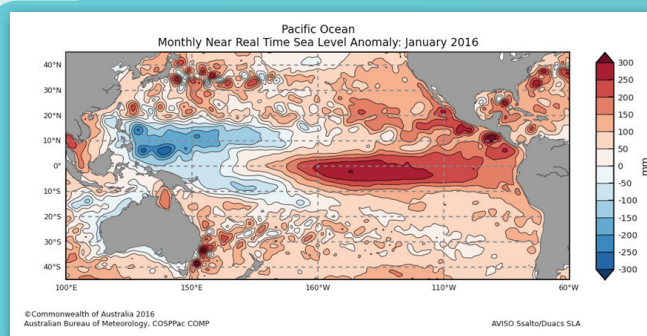 Pacific Ocean
Monthly Near Real Time Sea Level Anomaly: January 2016
40°N
30°N
20°N
10°N
0°
10°S
20°S
30°S
40°S
100°E
150°E
160°W
110°W
60°W
300
250
200
150
100
50
0
-50
-100
-150
-200
-250
-300
mm
©Commonwealth of Australia 2016
Australian Bureau of Meteorology, COSPPac COMP
AVISO Ssalto/Duacs SLA